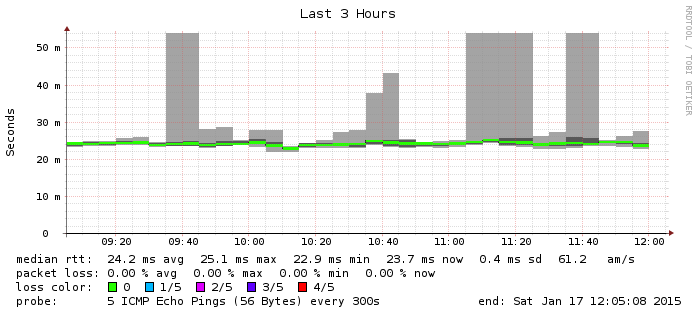 Last 3 Hours
RRDTOOL / TOBI OETIKER
Seconds
50 m
40 m
30 m
20 m
10 m
0
09:20 09:40 10:00 10:20 10:40 11:00 11:20 11:40 12:00
median rtt: 24.2 ms avg 25.1 ms max 22.9 ms min 23.7 ms now 0.4 ms sd 61.2 am/s
packet loss: 0.00 % avg 0.00 % max 0.00 % min 0.00 % now
loss color: 0 1/5 2/5 3/5 4/5
probe: 5 ICMP Echo Pings (56 Bytes) every 300s end: Sat Jan 17 12:05:08 2015